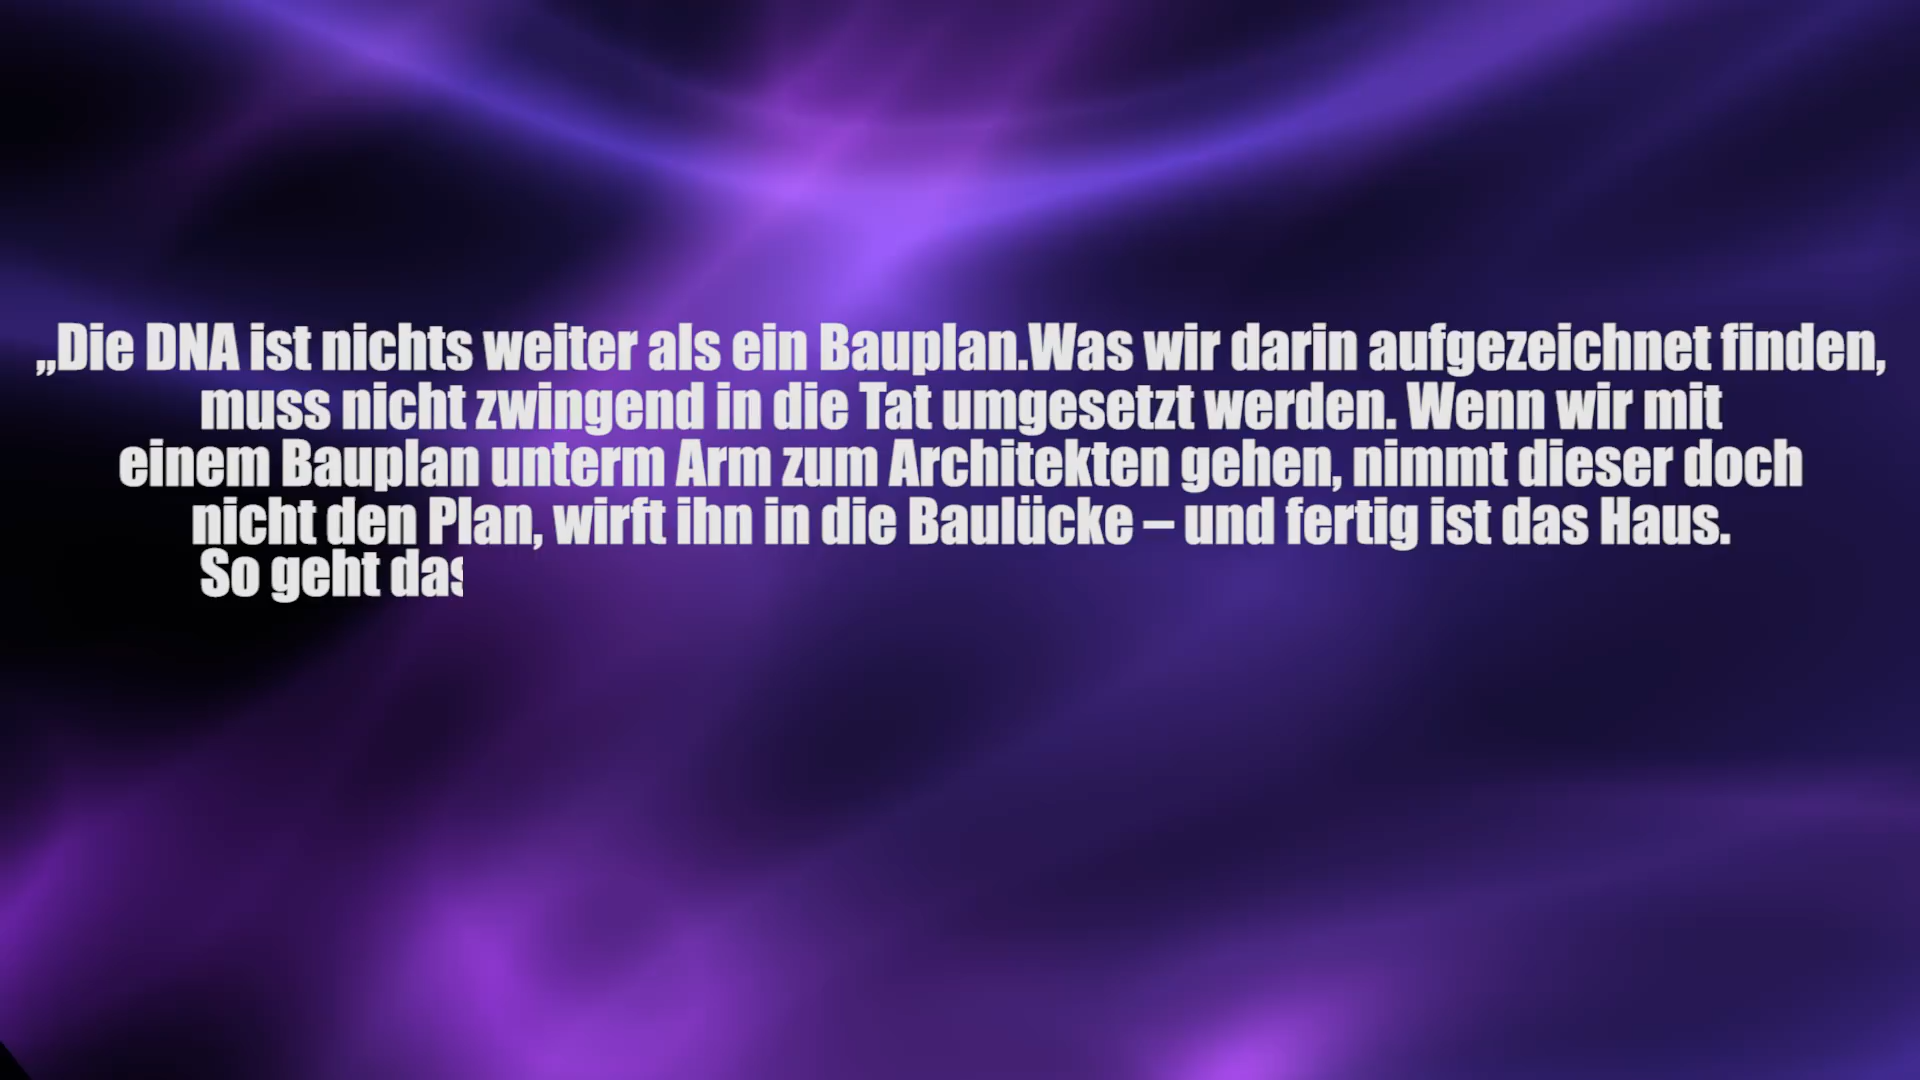 „Die DNA ist nichts weiter als ein Bauplan.Was wir darin aufgezeichnet finden,
muss nicht zwingend in die Tat umgesetzt werden. Wenn wir mit
einem Bauplan unterm Arm zum Architekten gehen, nimmt dieser doch
nicht den Plan, wirft ihn in die Baulücke – und fertig ist das Haus.
So geht das